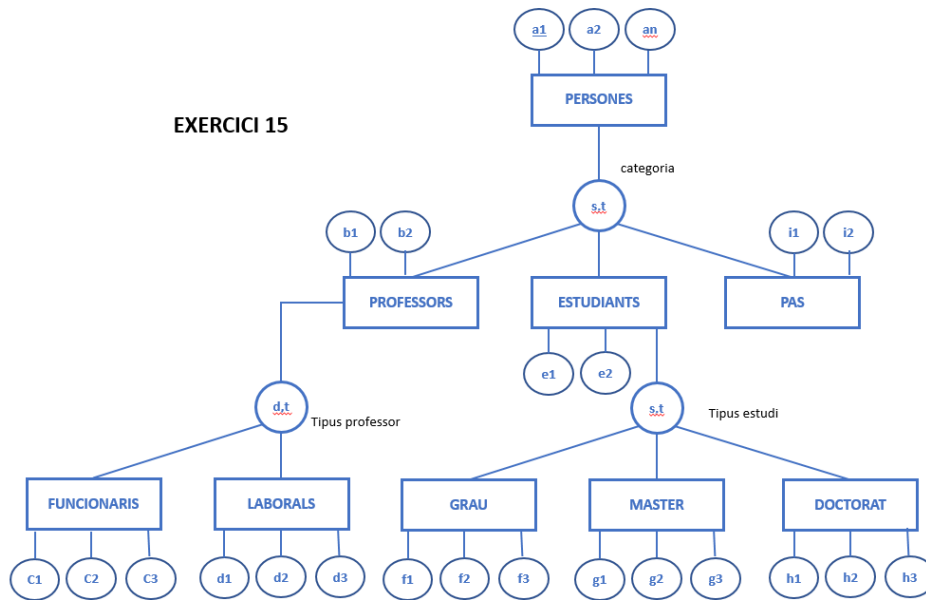 a1
a2
an
PERSONES
EXERCICI 15
categoria
s,t
b1
b2
i1
i2
PROFESSORS
ESTUDIANTS
PAS
e1
e2
d,t
Tipus professor
s,t
Tipus estudi
FUNCIONARIS
LABORALS
GRAU
MASTER
DOCTORAT
C1
C2
C3
d1
d2
d3
f1
f2
f3
g1
g2
g3
h1
h2
h3